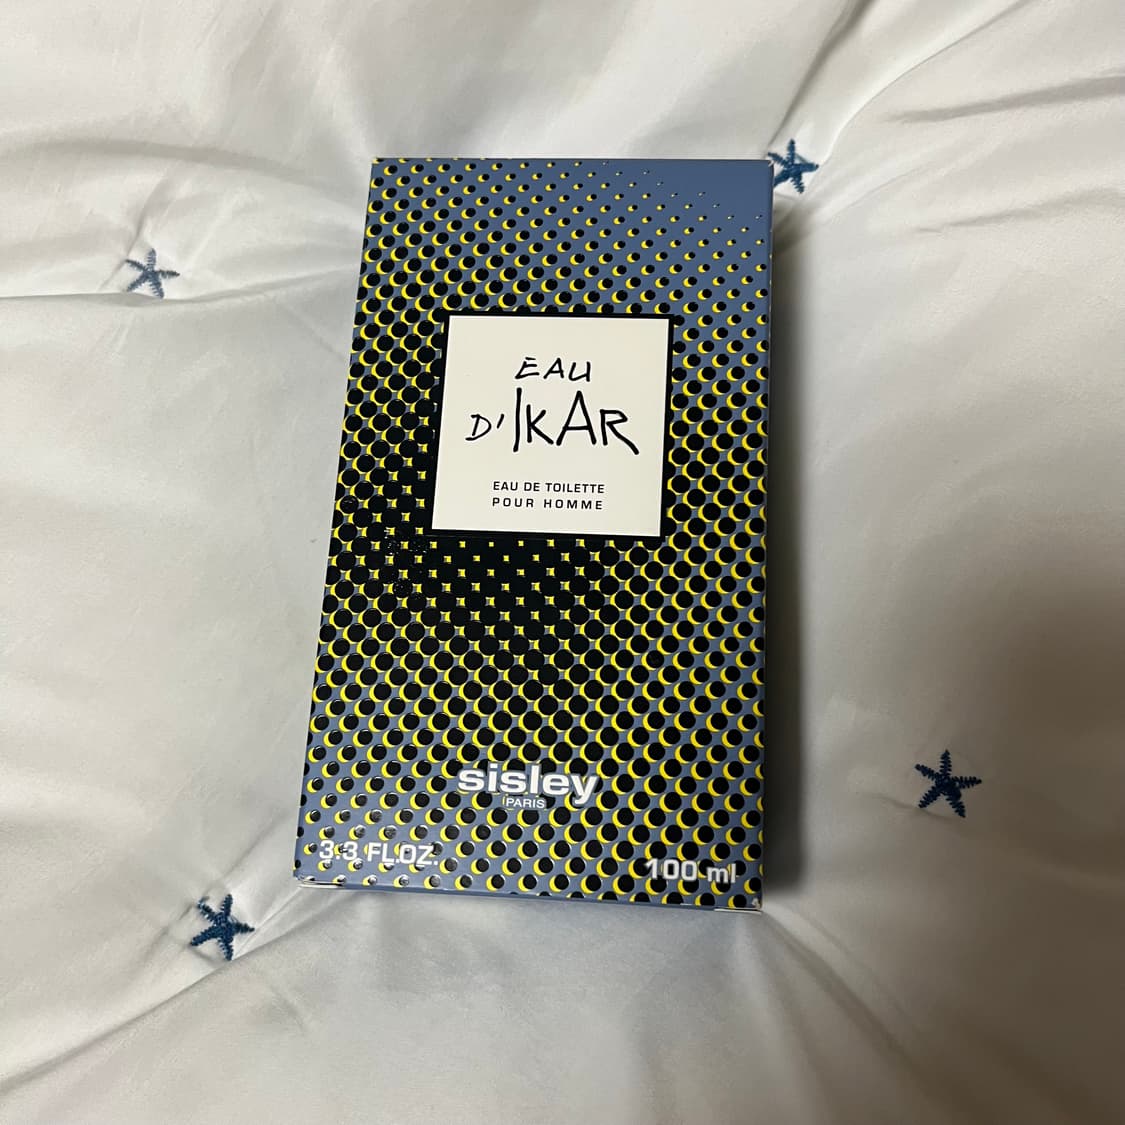 EAU
D'IKAR
EAU DE TOILETTE
POUR HOMME
sisley
PARIS
3.3 FL.OZ.
100 ml